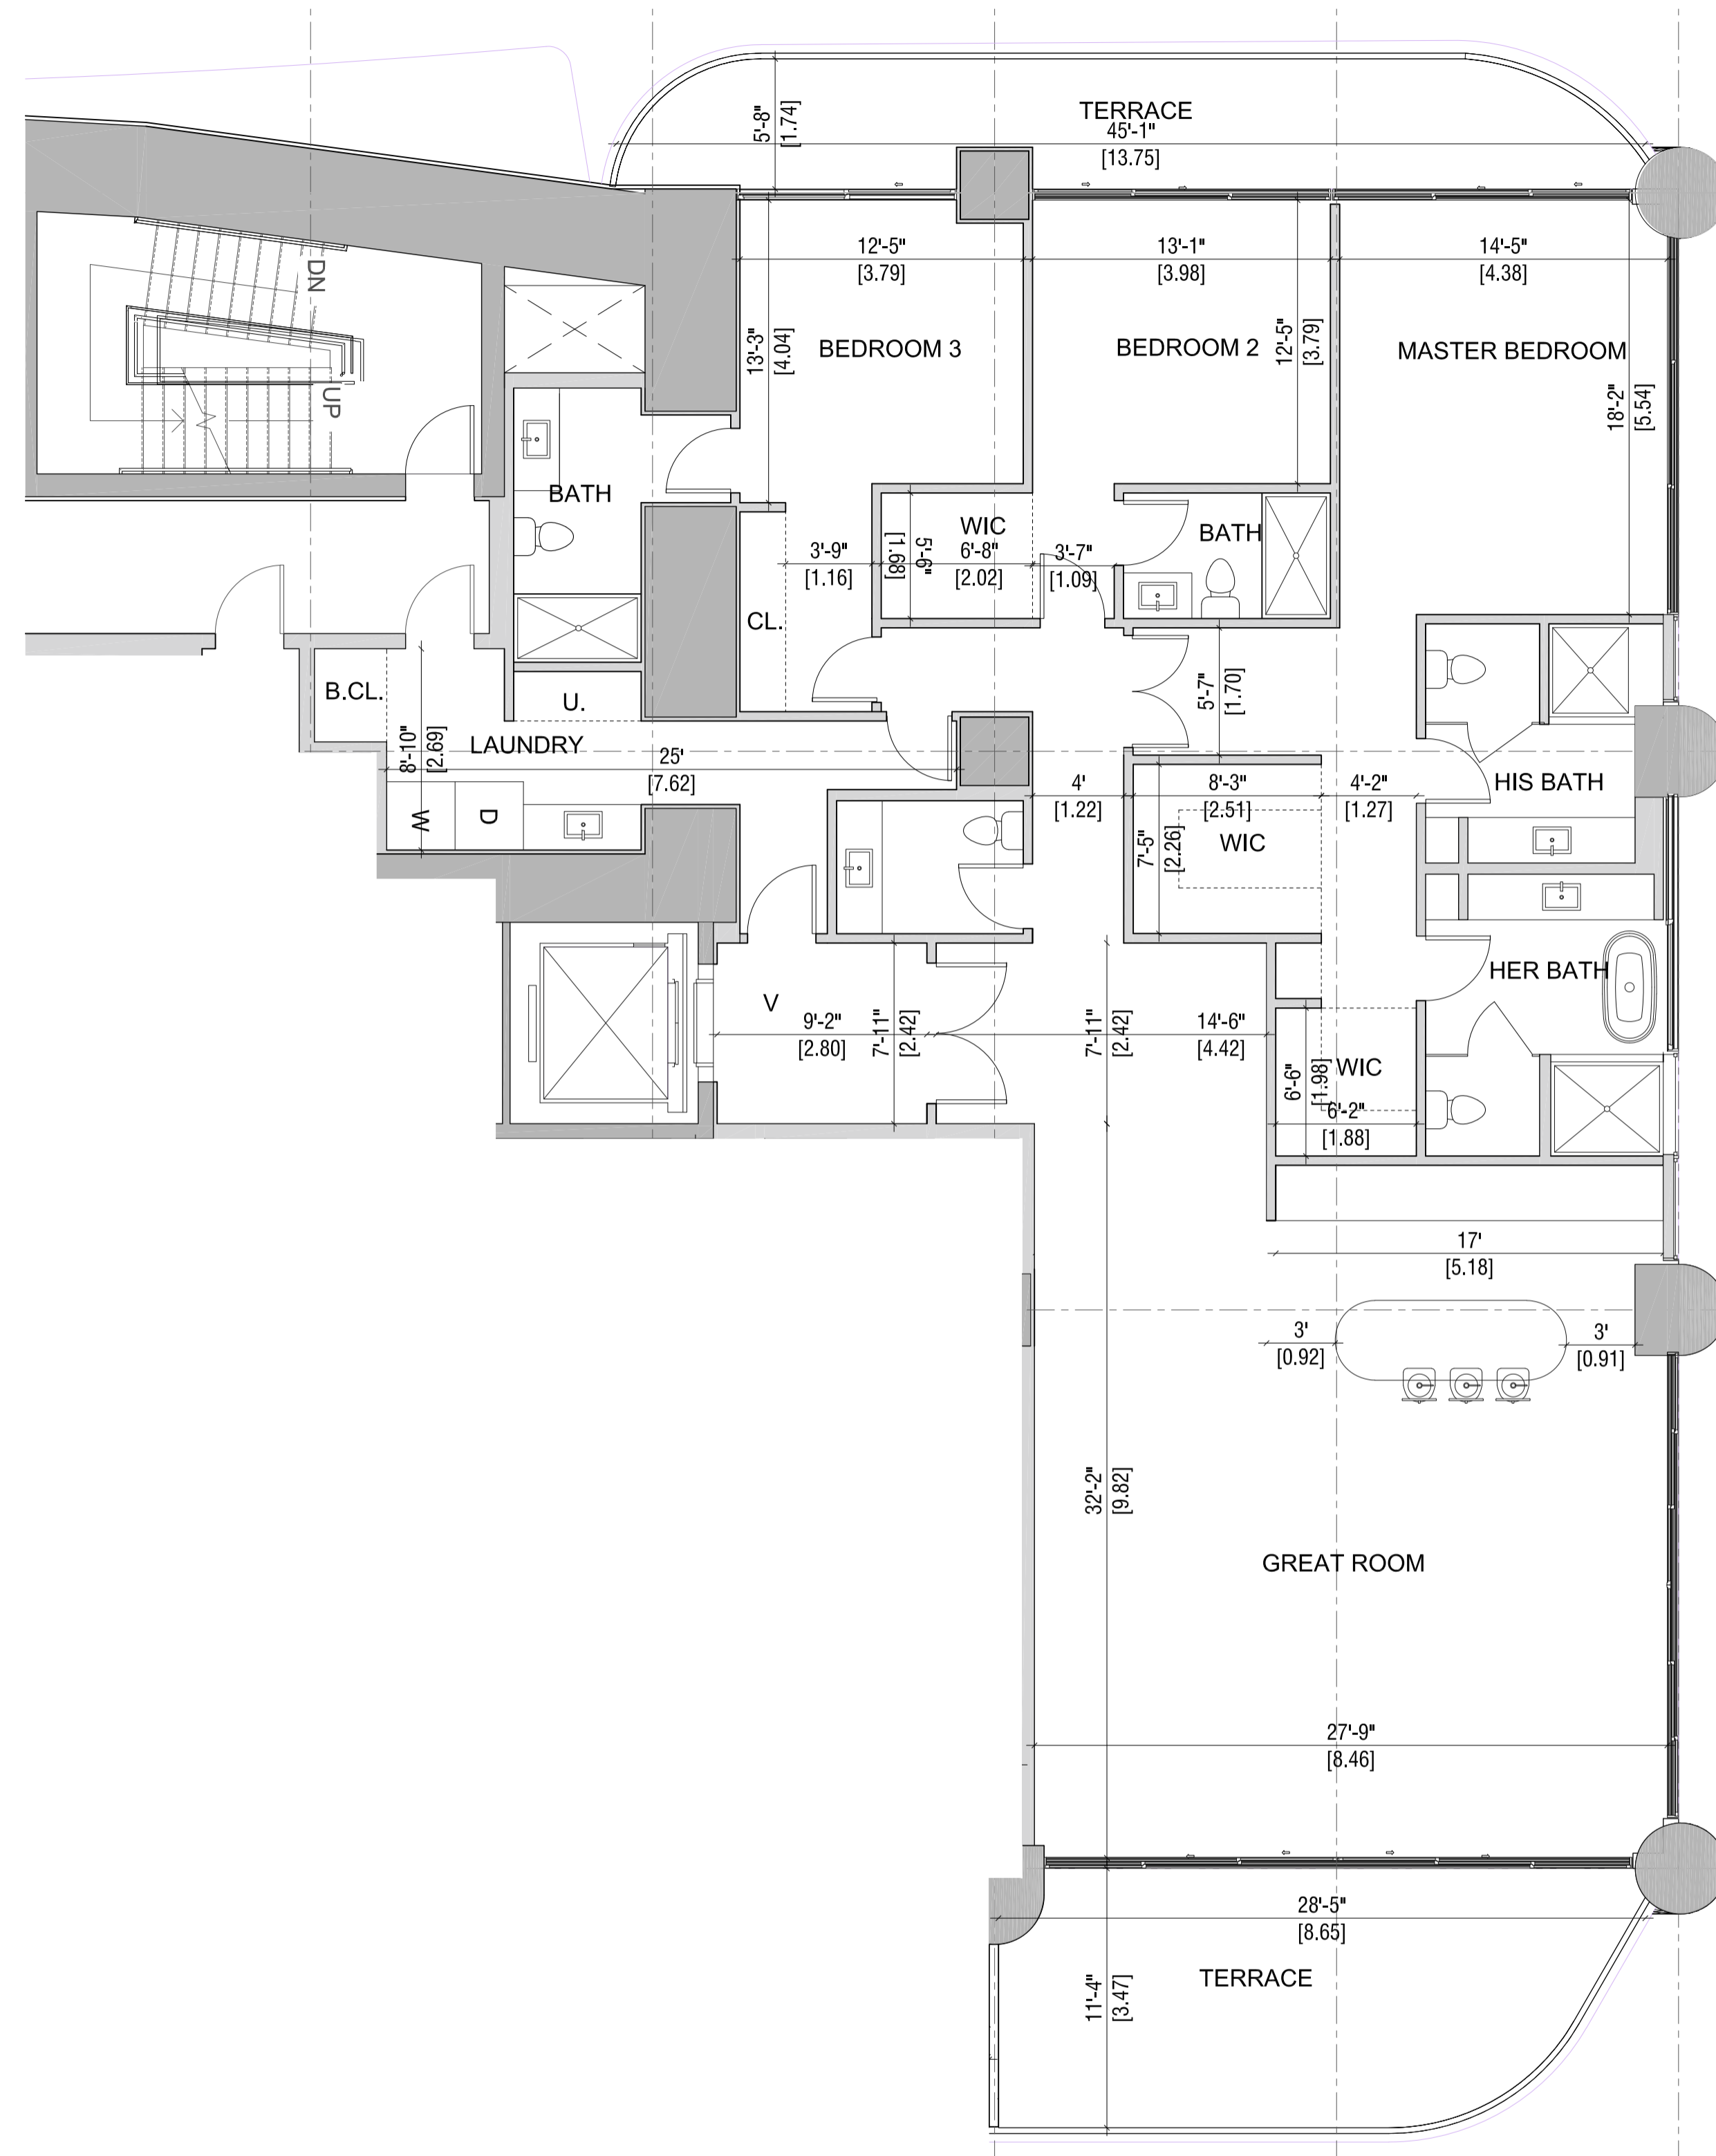 TERRACE
45'-1"
[13.75]
5'-8"
[1.74]
DN
UP
12'-5"
[3.79]
13'-1"
[3.98]
14'-5"
[4.38]
13'-3"
[4.04]
BEDROOM 3
BEDROOM 2
12'-5"
[3.79]
MASTER BEDROOM
18'-2"
[5.54]
BATH
WIC
5'-6"
[1.68]
6'-8"
[2.02]
3'-9"
[1.16]
3'-7"
[1.09]
BATH
CL.
B.CL.
U.
5'-7"
[1.70]
LAUNDRY
8'-10"
[2.69]
25'
[7.62]
W
D
4'
[1.22]
8'-3"
[2.51]
4'-2"
[1.27]
HIS BATH
WIC
7'-5"
[2.26]
HER BATH
V
9'-2"
[2.80]
7'-11"
[2.42]
7'-11"
[2.42]
14'-6"
[4.42]
WIC
6'-6"
[1.98]
6'-2"
[1.88]
17'
[5.18]
3'
[0.92]
3'
[0.91]
32'-2"
[9.82]
GREAT ROOM
27'-9"
[8.46]
28'-5"
[8.65]
TERRACE
11'-4"
[3.47]